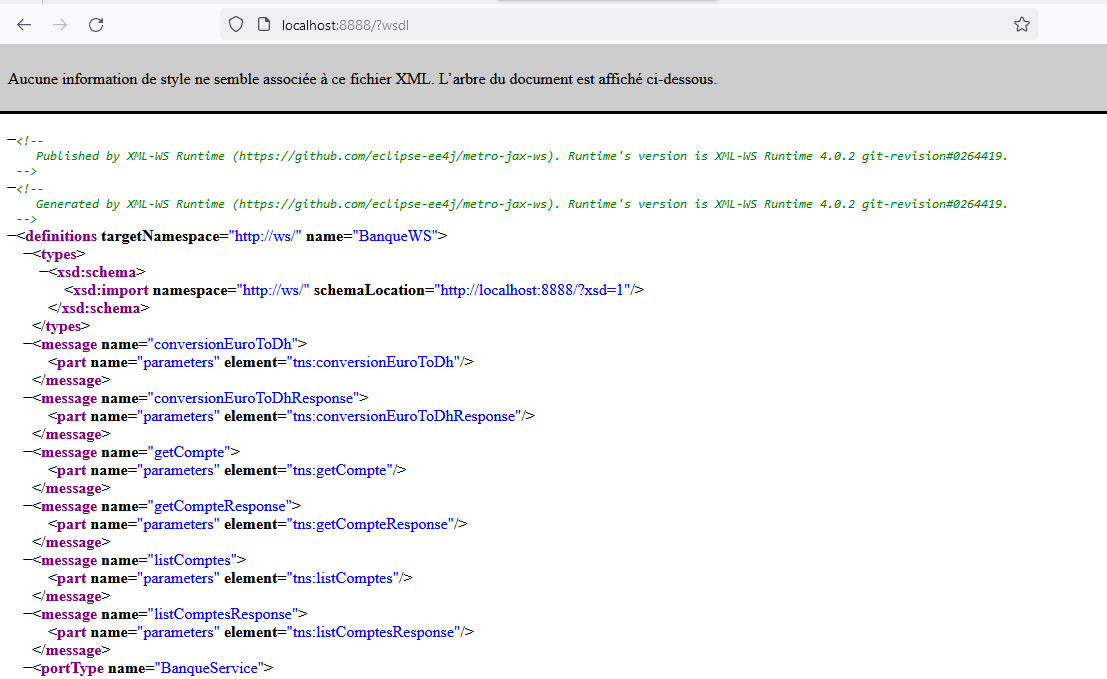 localhost:8888/?wsdl
Aucune information de style ne semble associée à ce fichier XML. L’arbre du document est affiché ci-dessous.
—<!--
Published by XML-WS Runtime (https://github.com/eclipse-ee4j/metro-jax-ws). Runtime's version is XML-WS Runtime 4.0.2 git-revision#0264419.
-->
—<!--
Generated by XML-WS Runtime (https://github.com/eclipse-ee4j/metro-jax-ws). Runtime's version is XML-WS Runtime 4.0.2 git-revision#0264419.
-->
—<definitions targetNamespace="http://ws/" name="BanqueWS">
—<types>
—<xsd:schema>
<xsd:import namespace="http://ws/" schemaLocation="http://localhost:8888/?xsd=1"/>
</xsd:schema>
</types>
—<message name="conversionEuroToDh">
<part name="parameters" element="tns:conversionEuroToDh"/>
</message>
—<message name="conversionEuroToDhResponse">
<part name="parameters" element="tns:conversionEuroToDhResponse"/>
</message>
—<message name="getCompte">
<part name="parameters" element="tns:getCompte"/>
</message>
—<message name="getCompteResponse">
<part name="parameters" element="tns:getCompteResponse"/>
</message>
—<message name="listComptes">
<part name="parameters" element="tns:listComptes"/>
</message>
—<message name="listComptesResponse">
<part name="parameters" element="tns:listComptesResponse"/>
</message>
—<portType name="BanqueService">